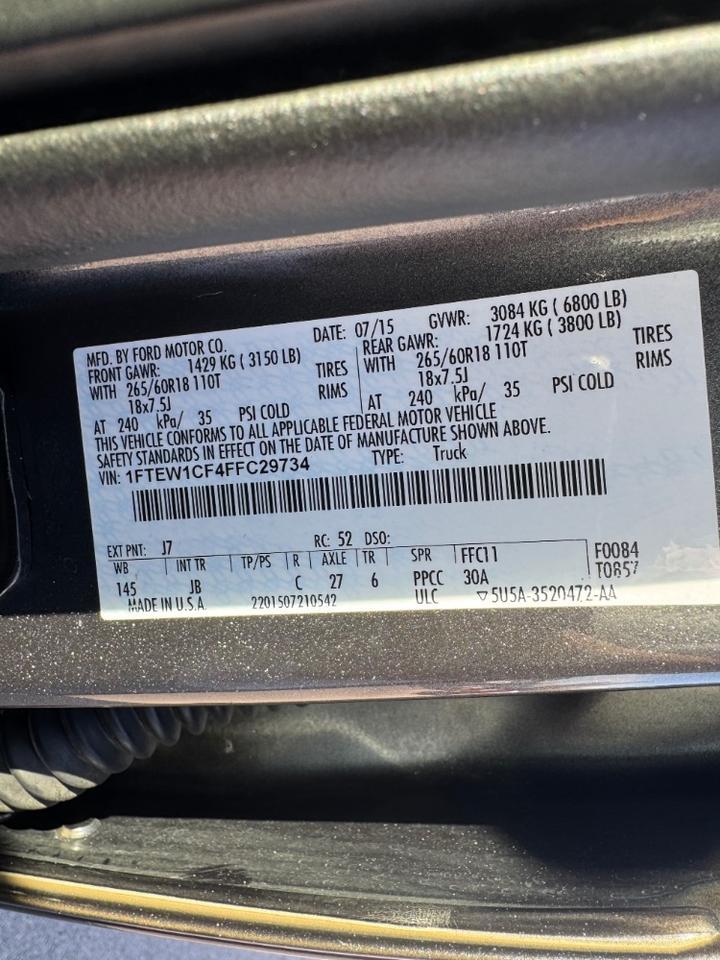 MFD. BY FORD MOTOR CO. DATE: 07/15 GVWR: 3084 KG ( 6800 LB)
FRONT GAWR: 1429 KG ( 3150 LB) REAR GAWR: 1724 KG ( 3800 LB)
WITH 265/60R18 110T TIRES WITH 265/60R18 110T TIRES
18x7.5J RIMS 18x7.5J RIMS
AT 240 kPa/ 35 PSI COLD AT 240 kPa/ 35 PSI COLD
THIS VEHICLE CONFORMS TO ALL APPLICABLE FEDERAL MOTOR VEHICLE
SAFETY STANDARDS IN EFFECT ON THE DATE OF MANUFACTURE SHOWN ABOVE.
VIN: 1FTEW1CF4FFC29734 TYPE: Truck
EXT PNT: J7 RC: 52 DSO:
WB INT TR TP/PS R AXLE TR SPR FFC11 F0084
145 JB C 27 6 PPCC 30A T0857
MADE IN U.S.A. 2201507210542 ULC ▽5U5A-3520472-AA